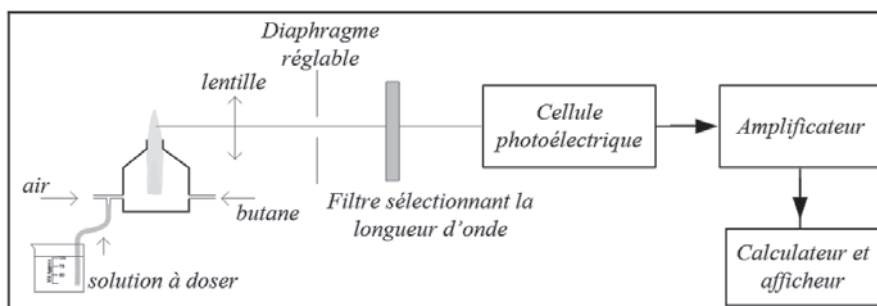 Diaphragme
réglable
lentille
Cellule
photoélectrique
Amplificateur
air
butane
Filtre sélectionnant la
longueur d'onde
solution à doser
Calculateur et
afficheur